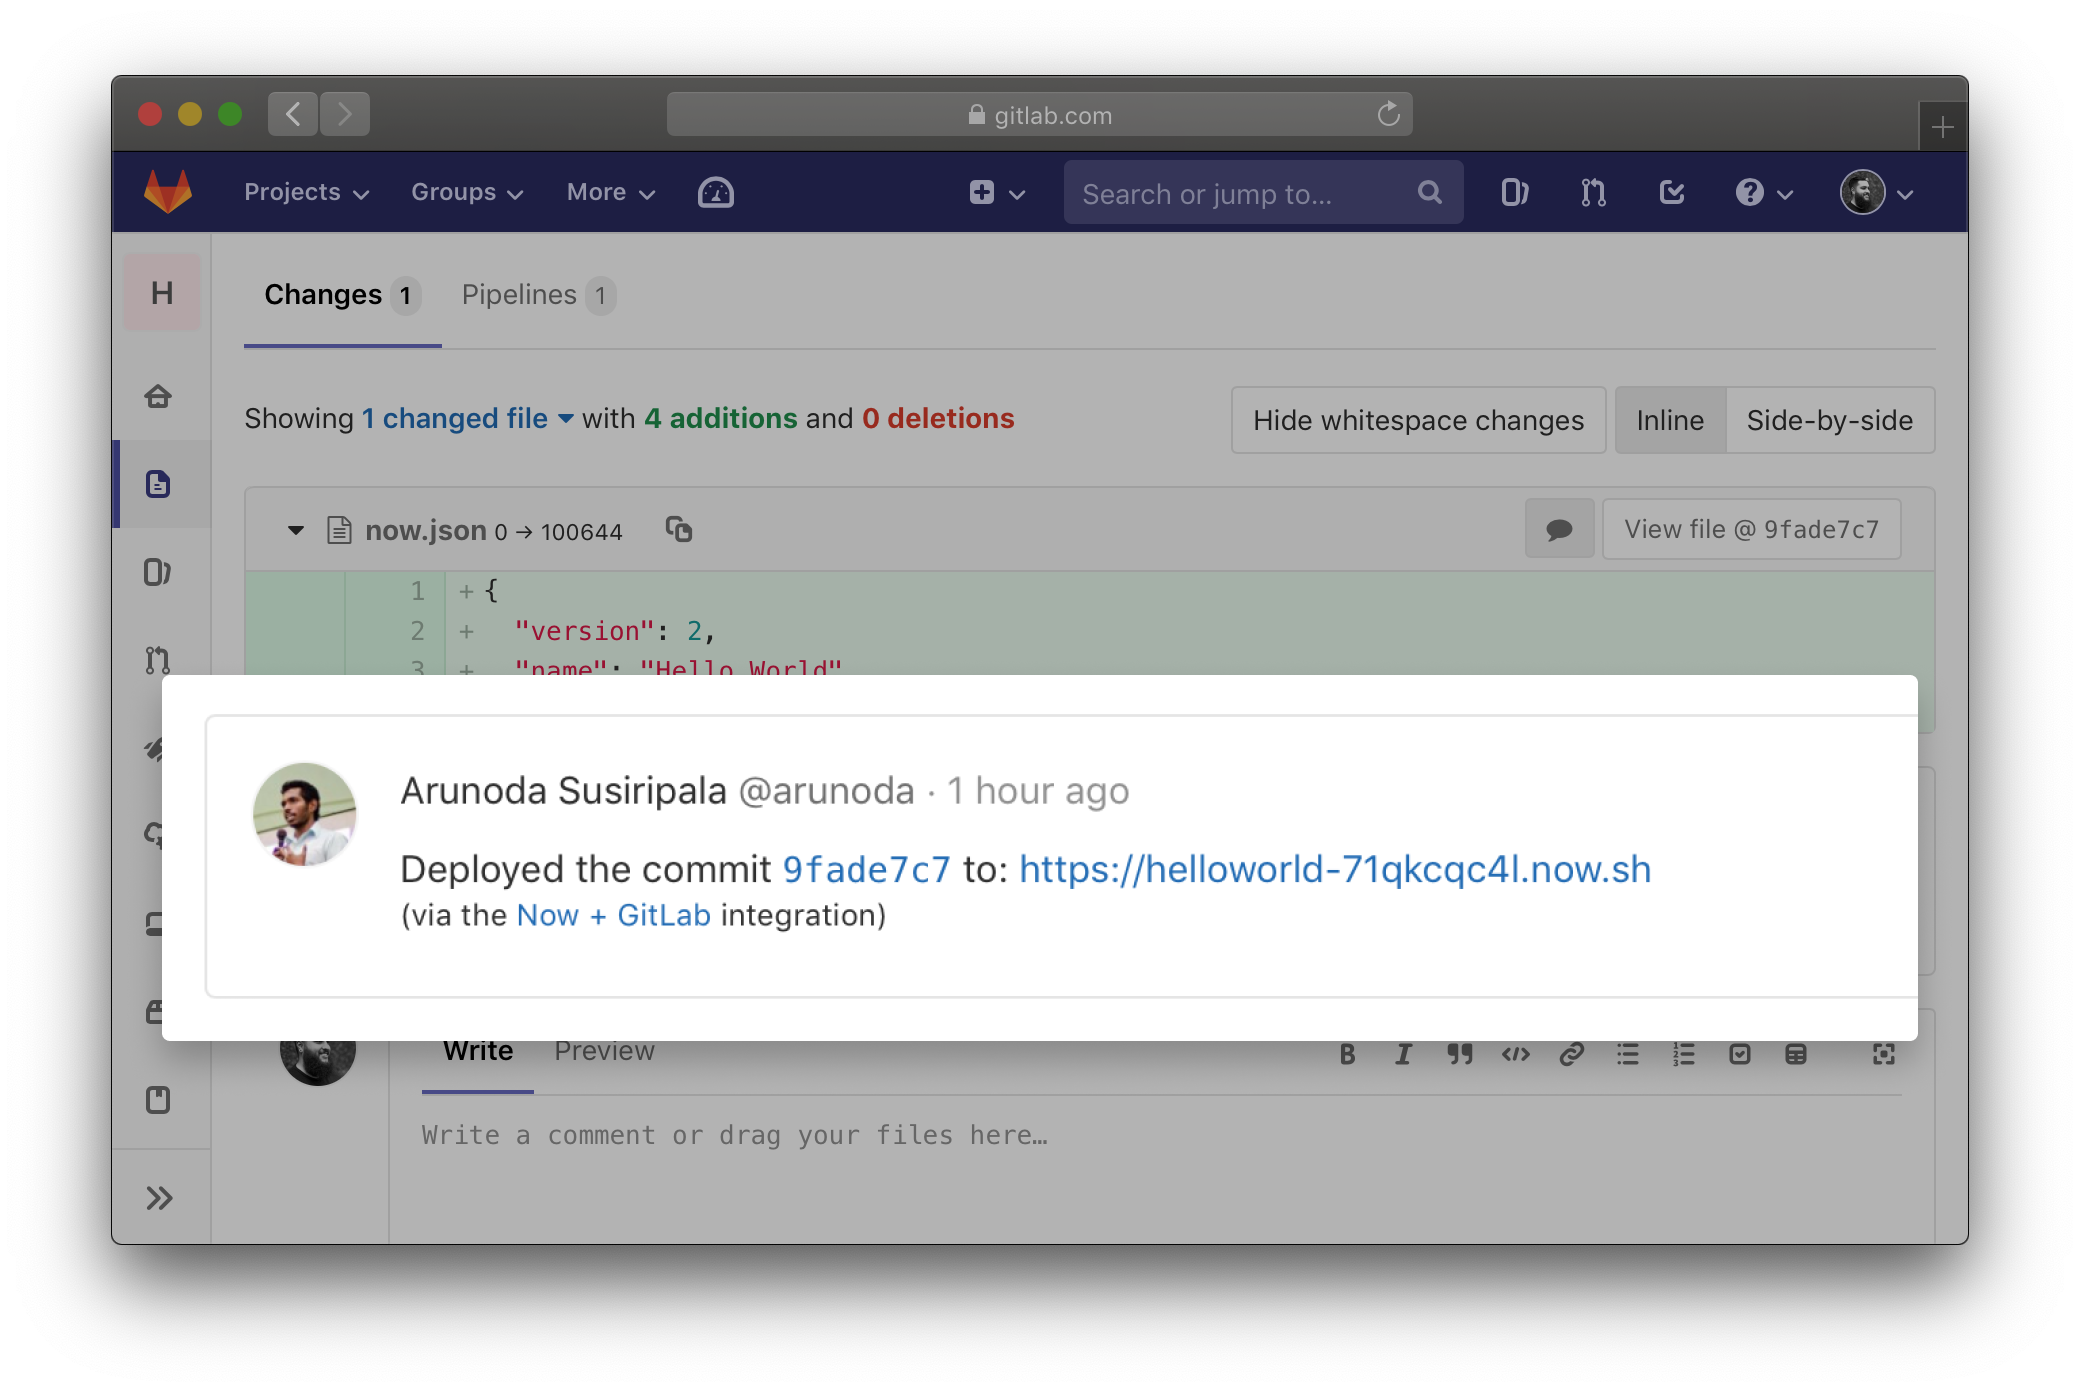 gitlab.com
Projects Groups More Search or jump to...
H
Changes 1 Pipelines 1
Showing 1 changed file with 4 additions and 0 deletions Hide whitespace changes Inline Side-by-side
now.json 0 → 100644 View file @ 9fade7c7
1 + {
2 + "version": 2,
3 + "name": "Hello World"
Arunoda Susiripala @arunoda · 1 hour ago
Deployed the commit 9fade7c7 to: https://helloworld-71qkcqc4l.now.sh
(via the Now + GitLab integration)
Write Preview
Write a comment or drag your files here…